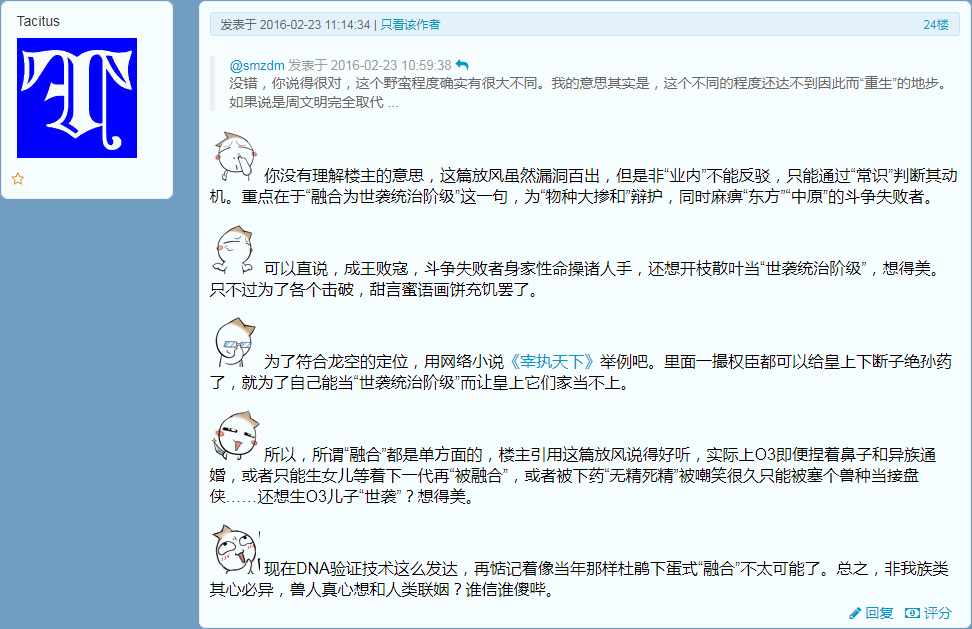 Tacitus
发表于 2016-02-23 11:14:34 | 只看该作者
24楼
@smzdm 发表于 2016-02-23 10:59:38
没错，你说得很对，这个野蛮程度确实有很大不同。我的意思其实是，这个不同的程度还达不到因此而“重生”的地步。
如果说是周文明完全取代 ...
你没有理解楼主的意思，这篇放风虽然漏洞百出，但是非“业内”不能反驳，只能通过“常识”判断其动
机。重点在于“融合为世袭统治阶级”这一句，为“物种大掺和”辩护，同时麻痹“东方”“中原”的斗争失败者。
可以直说，成王败寇，斗争失败者身家性命操诸人手，还想开枝散叶当“世袭统治阶级”，想得美。
只不过为了各个击破，甜言蜜语画饼充饥罢了。
为了符合龙空的定位，用网络小说《宰执天下》举例吧。里面一撮权臣都可以给皇上下断子绝孙药
了，就为了自己能当“世袭统治阶级”而让皇上它们家当不上。
所以，所谓“融合”都是单方面的，楼主引用这篇放风说得好听，实际上O3即便捏着鼻子和异族通
婚，或者只能生女儿等着下一代再“被融合”，或者被下药“无精死精”被嘲笑很久只能被塞个兽种当接盘
侠……还想生O3儿子“世袭”？想得美。
现在DNA验证技术这么发达，再惦记着像当年那样杜鹃下蛋式“融合”不太可能了。总之，非我族类
其心必异，兽人真心想和人类联姻？谁信谁傻哔。
回复 评分